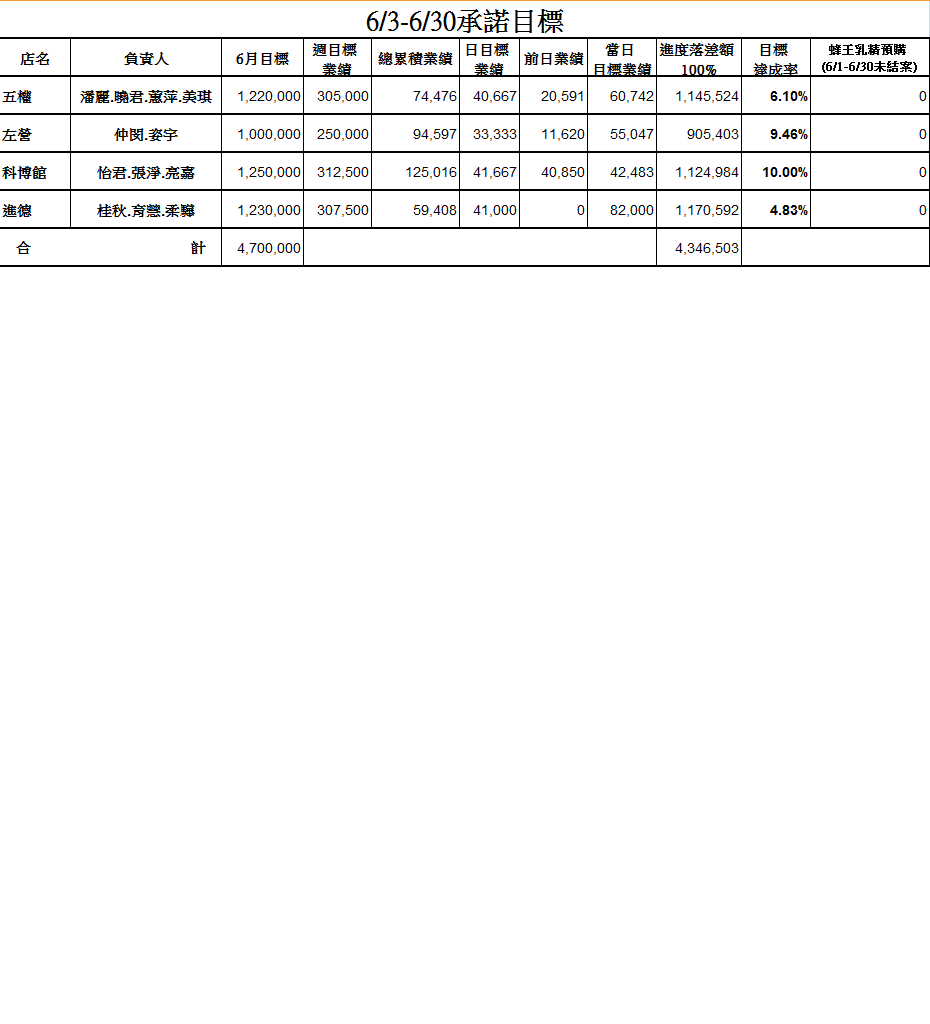 6/3-6/30承諾目標
店名 負責人 6月目標 週目標業績 總累積業績 日目標業績 前日業績 當日目標業績 進度落差額100% 目標達成率 蜂王乳精預購(6/1-6/30未結案)
五權 潘麗.曉君.蕙萍.美琪 1,220,000 305,000 74,476 40,667 20,591 60,742 1,145,524 6.10% 0
左營 仲閔.姿宇 1,000,000 250,000 94,597 33,333 11,620 55,047 905,403 9.46% 0
科博館 怡君.張淨.亮嘉 1,250,000 312,500 125,016 41,667 40,850 42,483 1,124,984 10.00% 0
進德 桂秋.育慧.柔驊 1,230,000 307,500 59,408 41,000 0 82,000 1,170,592 4.83% 0
合計 4,700,000 4,346,503